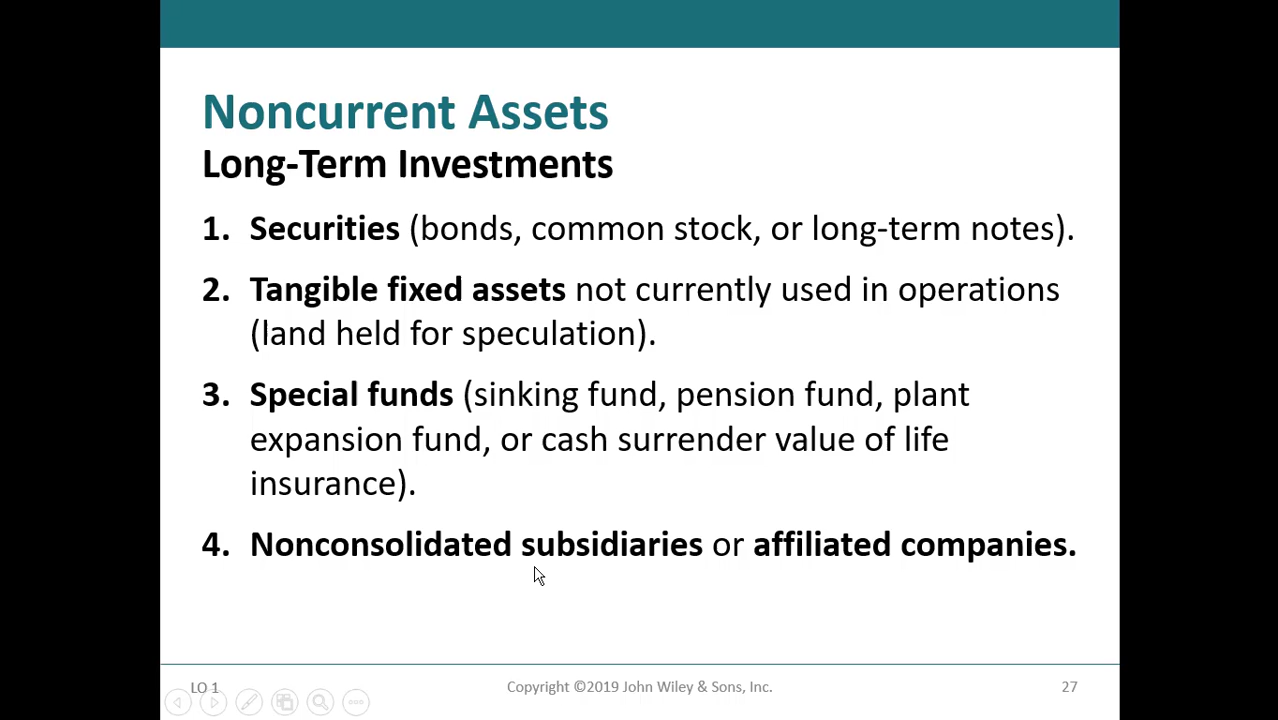 Noncurrent Assets
Long-Term Investments
1. Securities (bonds, common stock, or long-term notes).
2. Tangible fixed assets not currently used in operations
(land held for speculation).
3. Special funds (sinking fund, pension fund, plant
expansion fund, or cash surrender value of life
insurance).
4. Nonconsolidated subsidiaries or affiliated companies.
LO 1
Copyright ©2019 John Wiley & Sons, Inc.
27